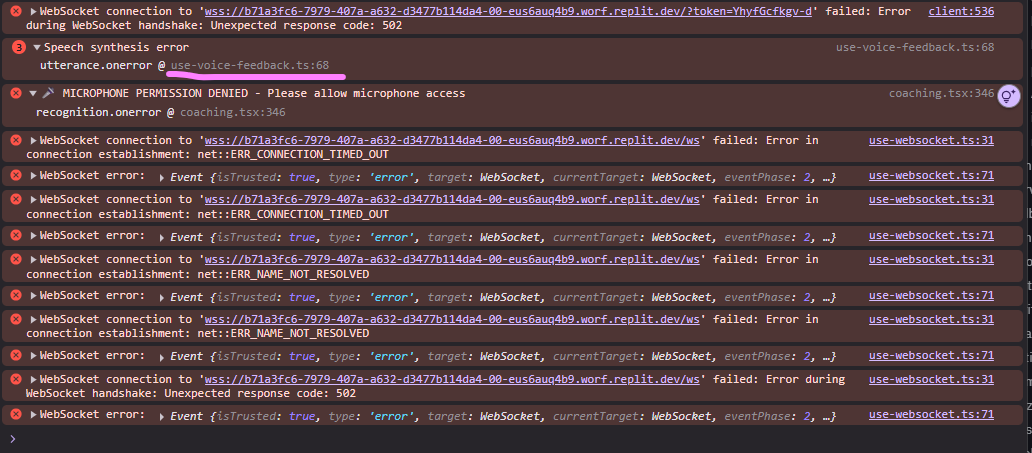 WebSocket connection to 'wss://b71a3fc6-7979-407a-a632-d3477b114da4-00-eus6auq4b9.worf.replit.dev/?token=YhyfGcfkgv-d' failed: Error client:536
during WebSocket handshake: Unexpected response code: 502
3 Speech synthesis error use-voice-feedback.ts:68
utterance.onerror @ use-voice-feedback.ts:68
MICROPHONE PERMISSION DENIED - Please allow microphone access coaching.tsx:346
recognition.onerror @ coaching.tsx:346
WebSocket connection to 'wss://b71a3fc6-7979-407a-a632-d3477b114da4-00-eus6auq4b9.worf.replit.dev/ws' failed: Error in use-websocket.ts:31
connection establishment: net::ERR_CONNECTION_TIMED_OUT
WebSocket error: Event {isTrusted: true, type: 'error', target: WebSocket, currentTarget: WebSocket, eventPhase: 2, …} use-websocket.ts:71
WebSocket connection to 'wss://b71a3fc6-7979-407a-a632-d3477b114da4-00-eus6auq4b9.worf.replit.dev/ws' failed: Error in use-websocket.ts:31
connection establishment: net::ERR_CONNECTION_TIMED_OUT
WebSocket error: Event {isTrusted: true, type: 'error', target: WebSocket, currentTarget: WebSocket, eventPhase: 2, …} use-websocket.ts:71
WebSocket connection to 'wss://b71a3fc6-7979-407a-a632-d3477b114da4-00-eus6auq4b9.worf.replit.dev/ws' failed: Error in use-websocket.ts:31
connection establishment: net::ERR_NAME_NOT_RESOLVED
WebSocket error: Event {isTrusted: true, type: 'error', target: WebSocket, currentTarget: WebSocket, eventPhase: 2, …} use-websocket.ts:71
WebSocket connection to 'wss://b71a3fc6-7979-407a-a632-d3477b114da4-00-eus6auq4b9.worf.replit.dev/ws' failed: Error in use-websocket.ts:31
connection establishment: net::ERR_NAME_NOT_RESOLVED
WebSocket error: Event {isTrusted: true, type: 'error', target: WebSocket, currentTarget: WebSocket, eventPhase: 2, …} use-websocket.ts:71
WebSocket connection to 'wss://b71a3fc6-7979-407a-a632-d3477b114da4-00-eus6auq4b9.worf.replit.dev/ws' failed: Error during use-websocket.ts:31
WebSocket handshake: Unexpected response code: 502
WebSocket error: Event {isTrusted: true, type: 'error', target: WebSocket, currentTarget: WebSocket, eventPhase: 2, …} use-websocket.ts:71